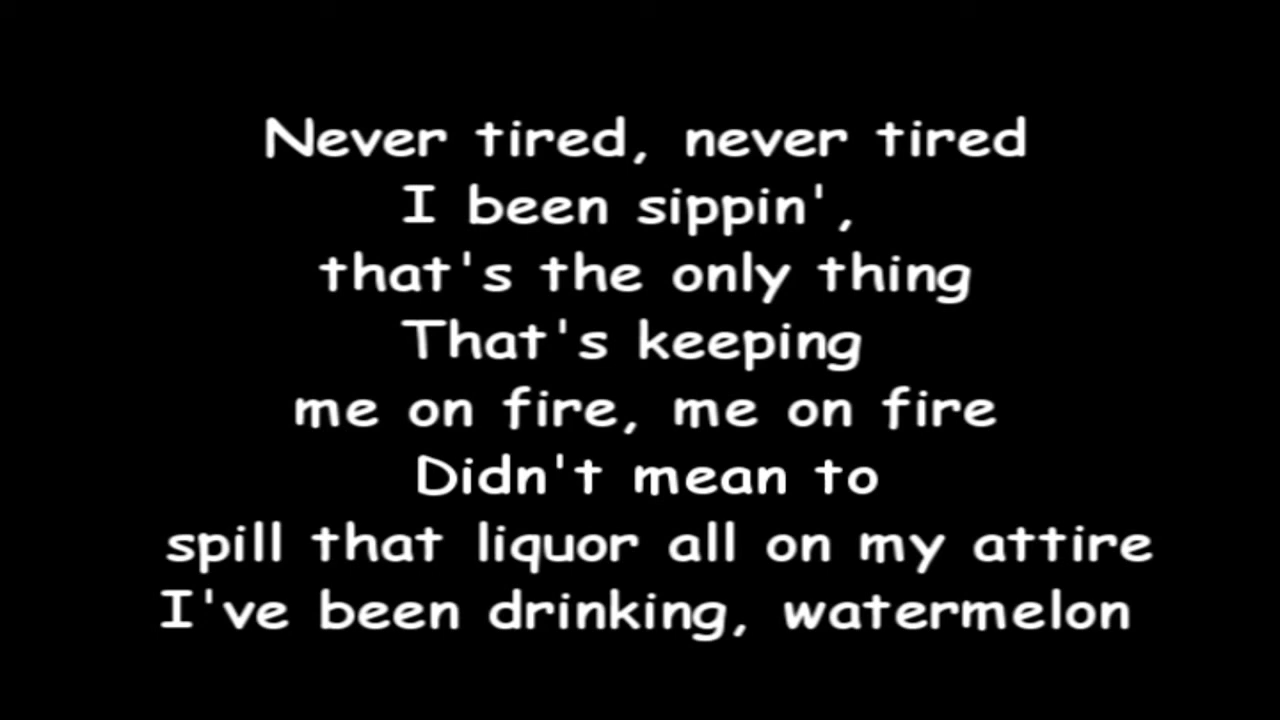 Never tired, never tired
I been sippin',
that's the only thing
That's keeping
me on fire, me on fire
Didn't mean to
spill that liquor all on my attire
I've been drinking, watermelon